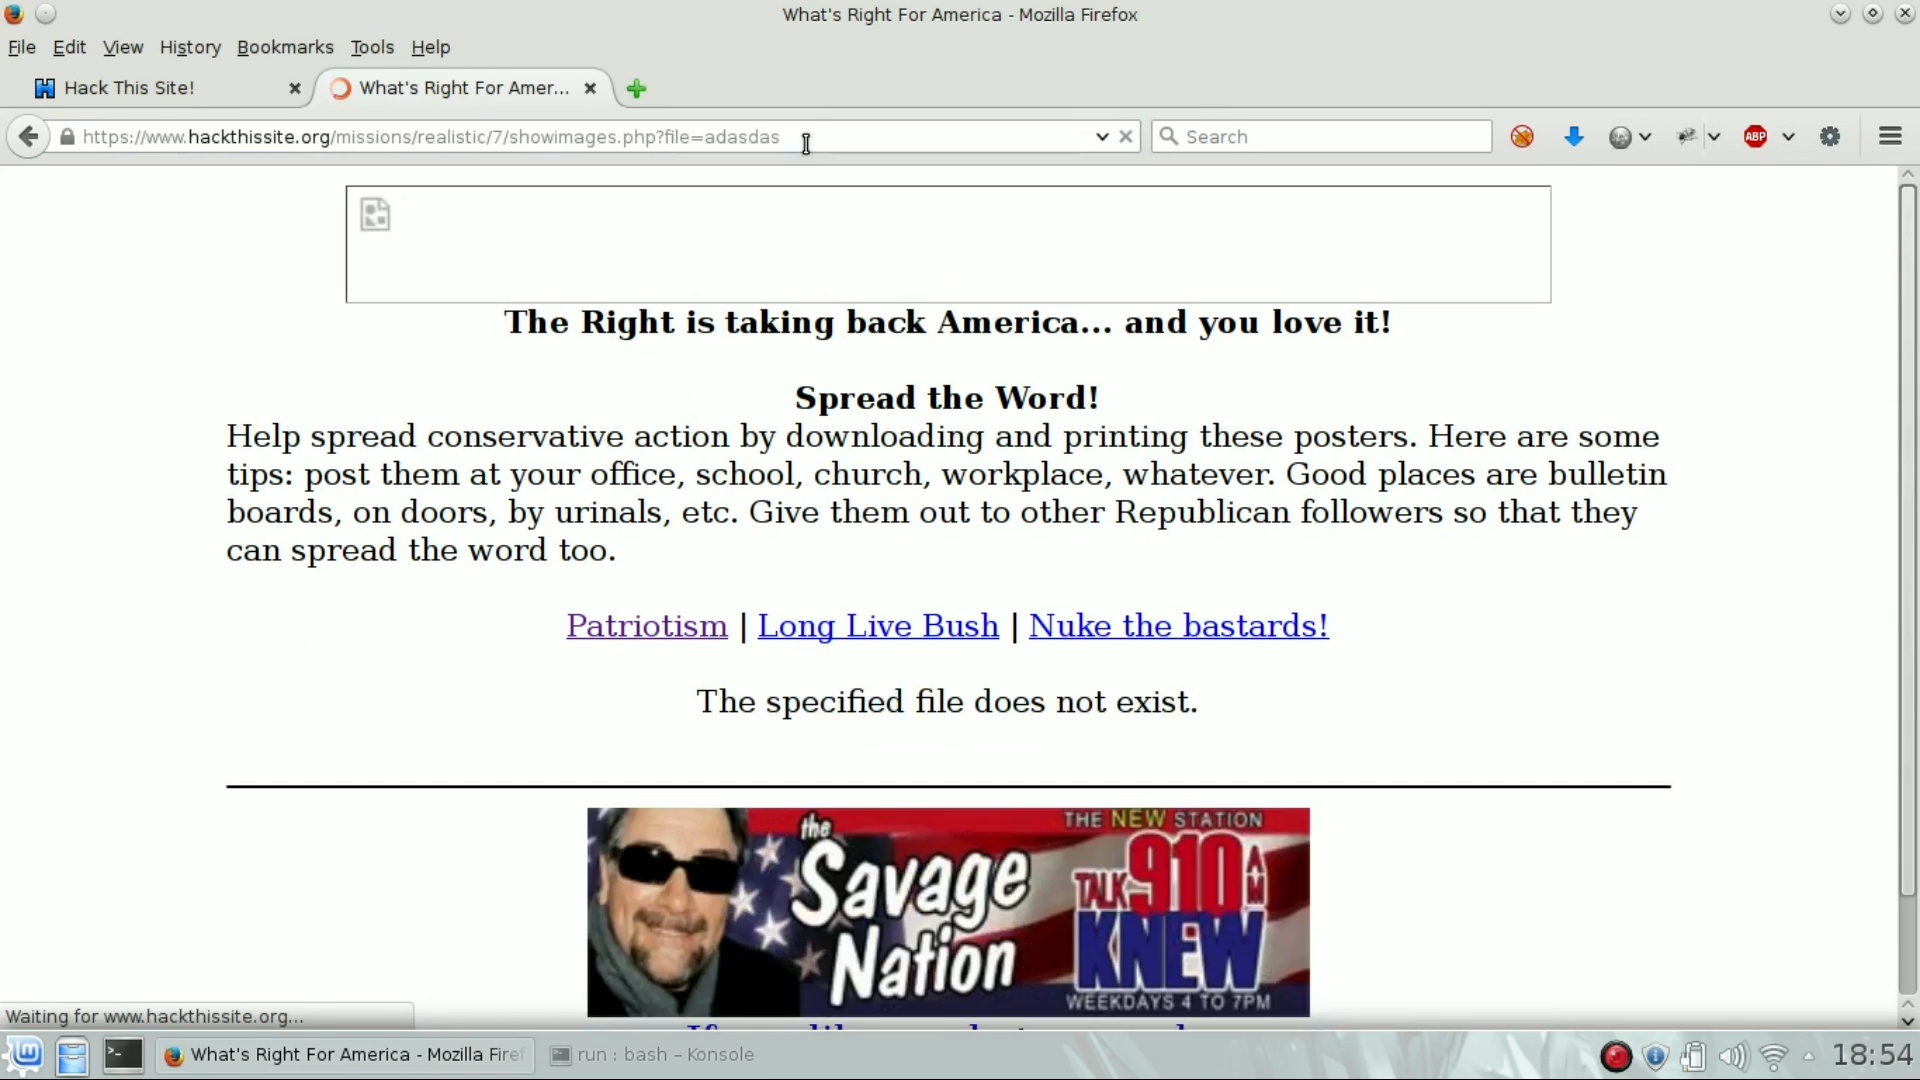 What's Right For America - Mozilla Firefox
File Edit View History Bookmarks Tools Help
Hack This Site!
What's Right For Amer...
https://www.hackthissite.org/missions/realistic/7/showimages.php?file=adasdas
Search
ABP
The Right is taking back America... and you love it!
Spread the Word!
Help spread conservative action by downloading and printing these posters. Here are some
tips: post them at your office, school, church, workplace, whatever. Good places are bulletin
boards, on doors, by urinals, etc. Give them out to other Republican followers so that they
can spread the word too.
Patriotism | Long Live Bush | Nuke the bastards!
The specified file does not exist.
the
Savage
Nation
THE NEW STATION
TALK 910 AM
KNEW
WEEKDAYS 4 TO 7PM
Waiting for www.hackthissite.org...
What's Right For America - Mozilla Firef
run : bash – Konsole
18:54